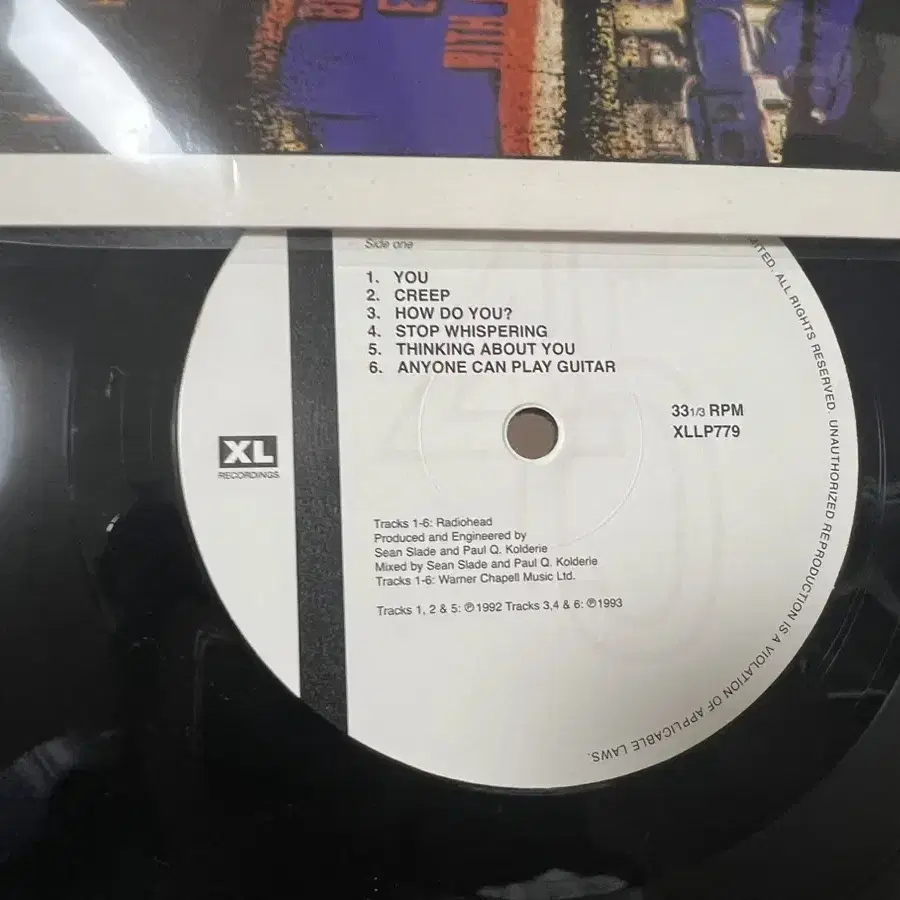 Side one
1. YOU
2. CREEP
3. HOW DO YOU?
4. STOP WHISPERING
5. THINKING ABOUT YOU
6. ANYONE CAN PLAY GUITAR
33 1/3 RPM
XLLP779
XL
RECORDINGS
Tracks 1-6: Radiohead
Produced and Engineered by
Sean Slade and Paul Q. Kolderie
Mixed by Sean Slade and Paul Q. Kolderie
Tracks 1-6: Warner Chapell Music Ltd.
Tracks 1, 2 & 5: ℗ 1992 Tracks 3,4 & 6: ℗ 1993
ALL RIGHTS RESERVED. UNAUTHORIZED REPRODUCTION IS A VIOLATION OF APPLICABLE LAWS.